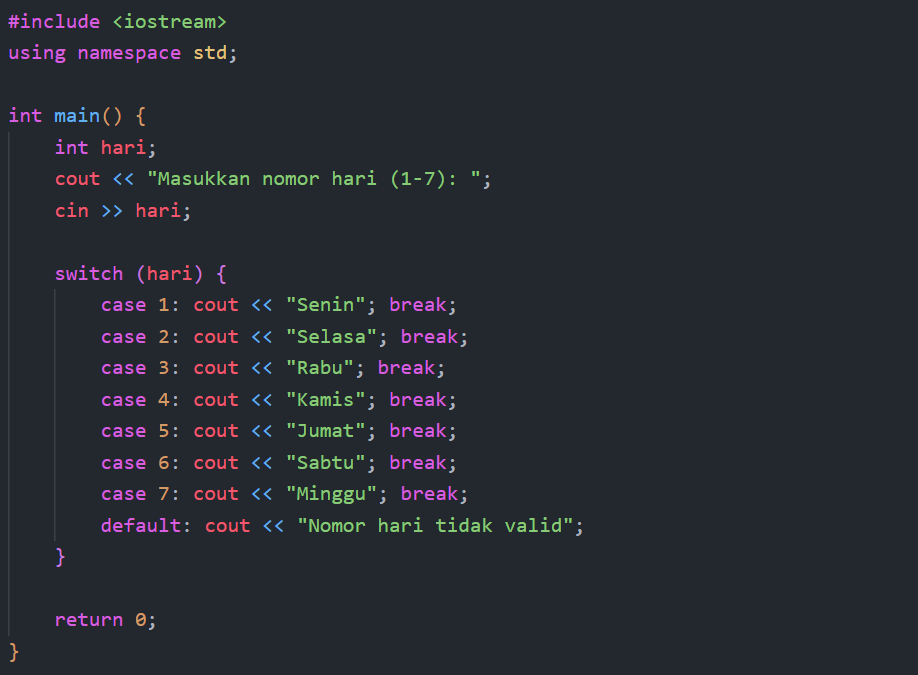 #include <iostream>
using namespace std;

int main() {
    int hari;
    cout << "Masukkan nomor hari (1-7): ";
    cin >> hari;

    switch (hari) {
        case 1: cout << "Senin"; break;
        case 2: cout << "Selasa"; break;
        case 3: cout << "Rabu"; break;
        case 4: cout << "Kamis"; break;
        case 5: cout << "Jumat"; break;
        case 6: cout << "Sabtu"; break;
        case 7: cout << "Minggu"; break;
        default: cout << "Nomor hari tidak valid";
    }

    return 0;
}